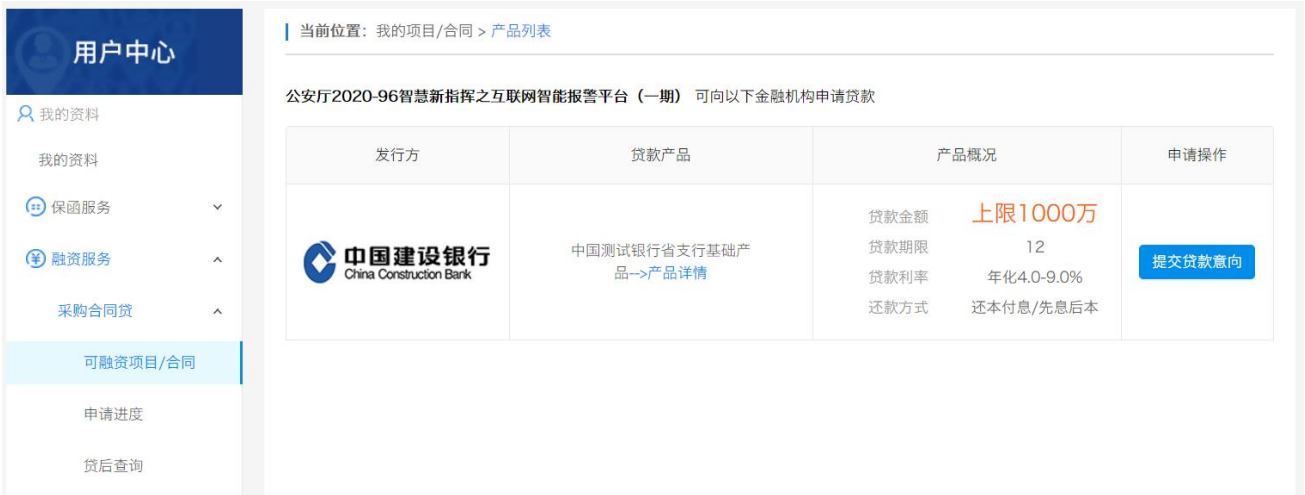 用户中心
我的资料
我的资料
保函服务
融资服务
采购合同贷
可融资项目/合同
申请进度
贷后查询
当前位置：我的项目/合同 > 产品列表
公安厅2020-96智慧新指挥之互联网智能报警平台（一期） 可向以下金融机构申请贷款
发行方 贷款产品 产品概况 申请操作
中国建设银行
China Construction Bank
中国测试银行省支行基础产
品-->产品详情
贷款金额 上限1000万
贷款期限 12
贷款利率 年化4.0-9.0%
还款方式 还本付息/先息后本
提交贷款意向